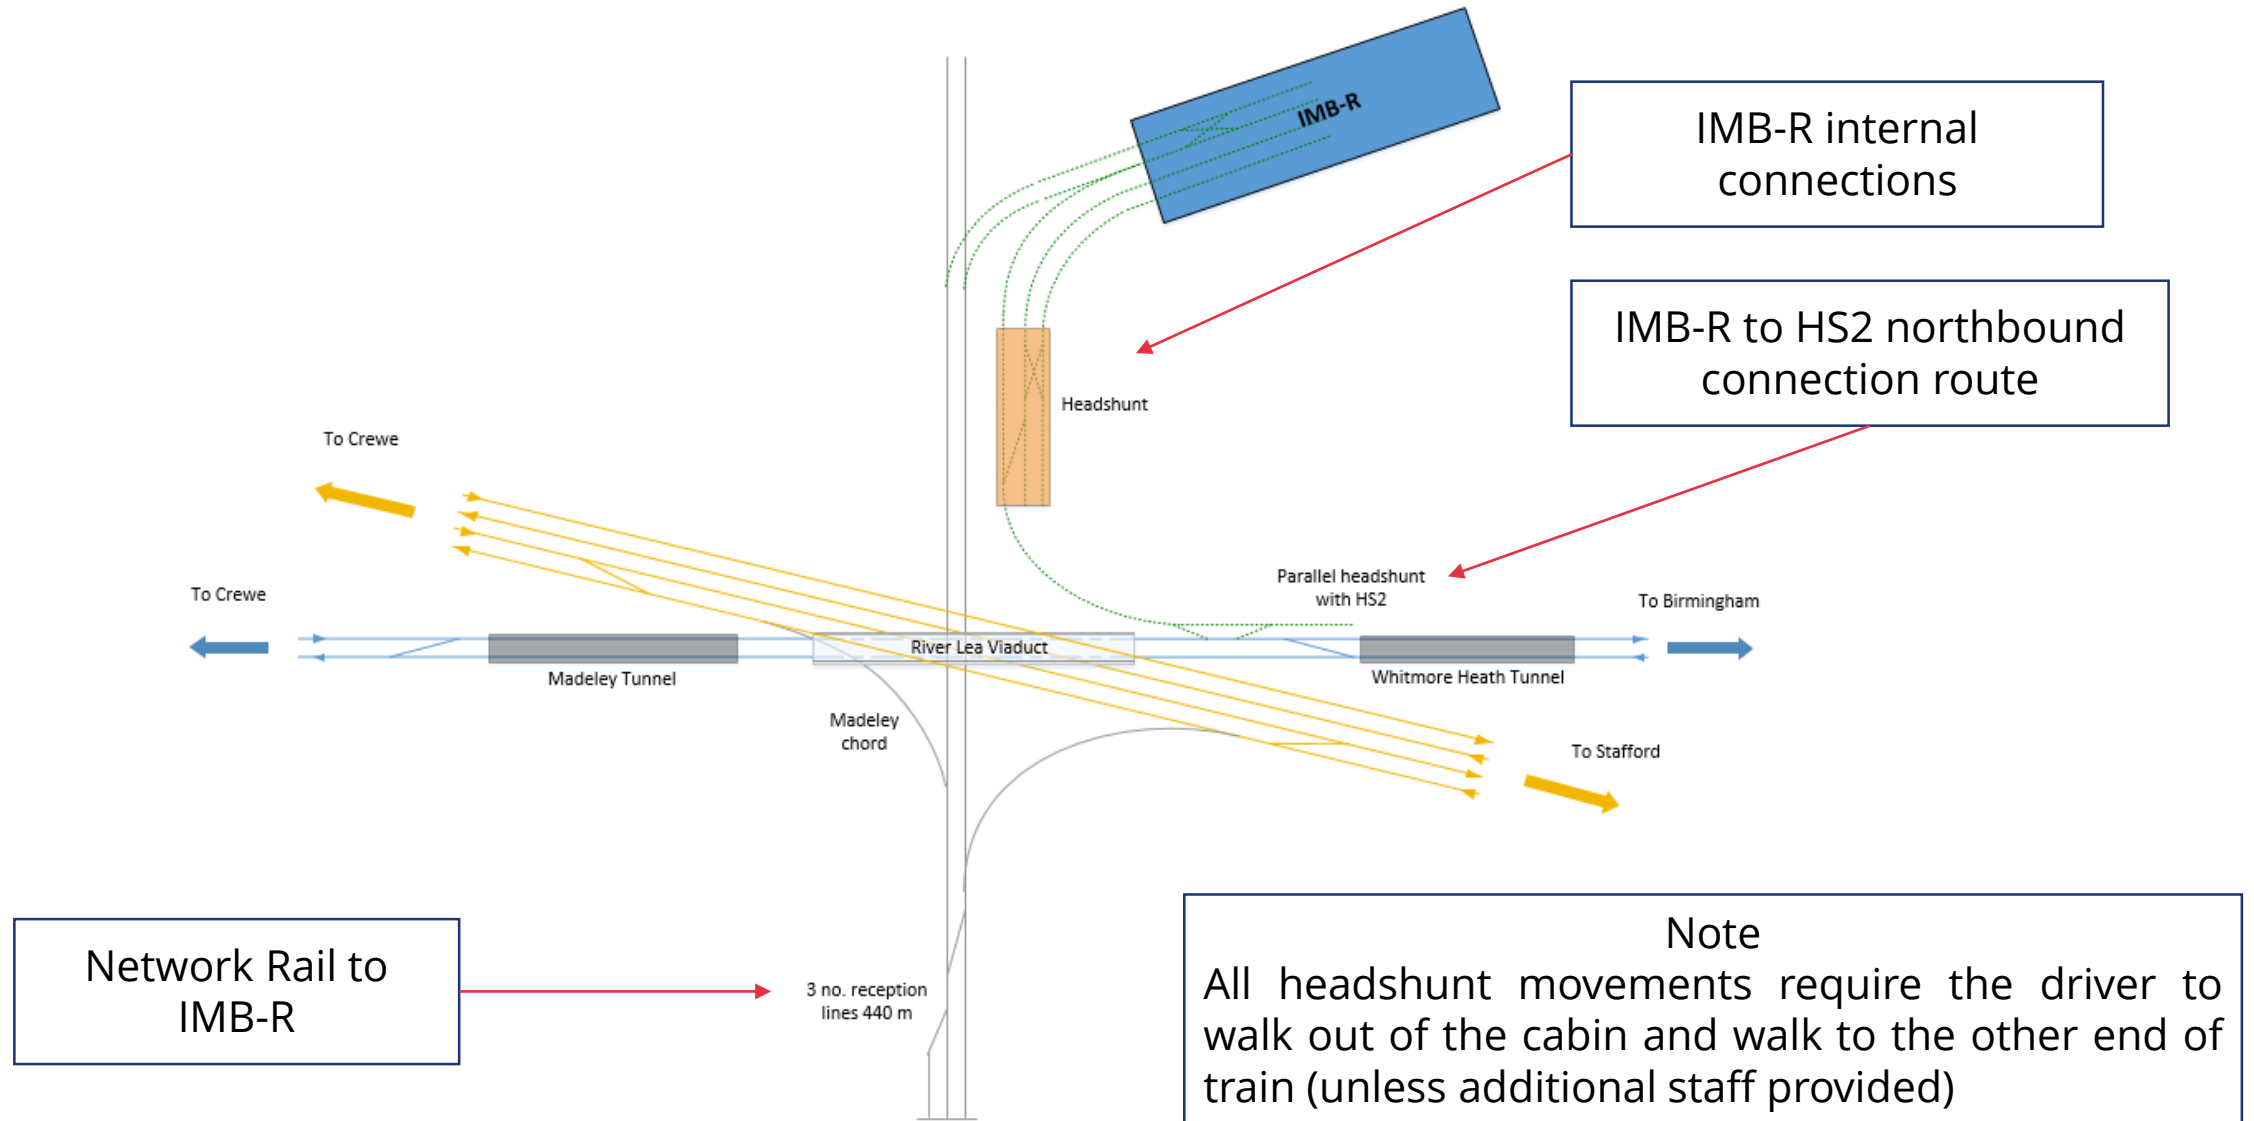 IMB-R
IMB-R internal
connections
IMB-R to HS2 northbound
connection route
Headshunt
To Crewe
Parallel headshunt
with HS2
To Crewe
To Birmingham
River Lea Viaduct
Madeley Tunnel
Whitmore Heath Tunnel
Madeley
chord
To Stafford
Network Rail to
IMB-R
3 no. reception
lines 440 m
Note
All headshunt movements require the driver to
walk out of the cabin and walk to the other end of
train (unless additional staff provided)